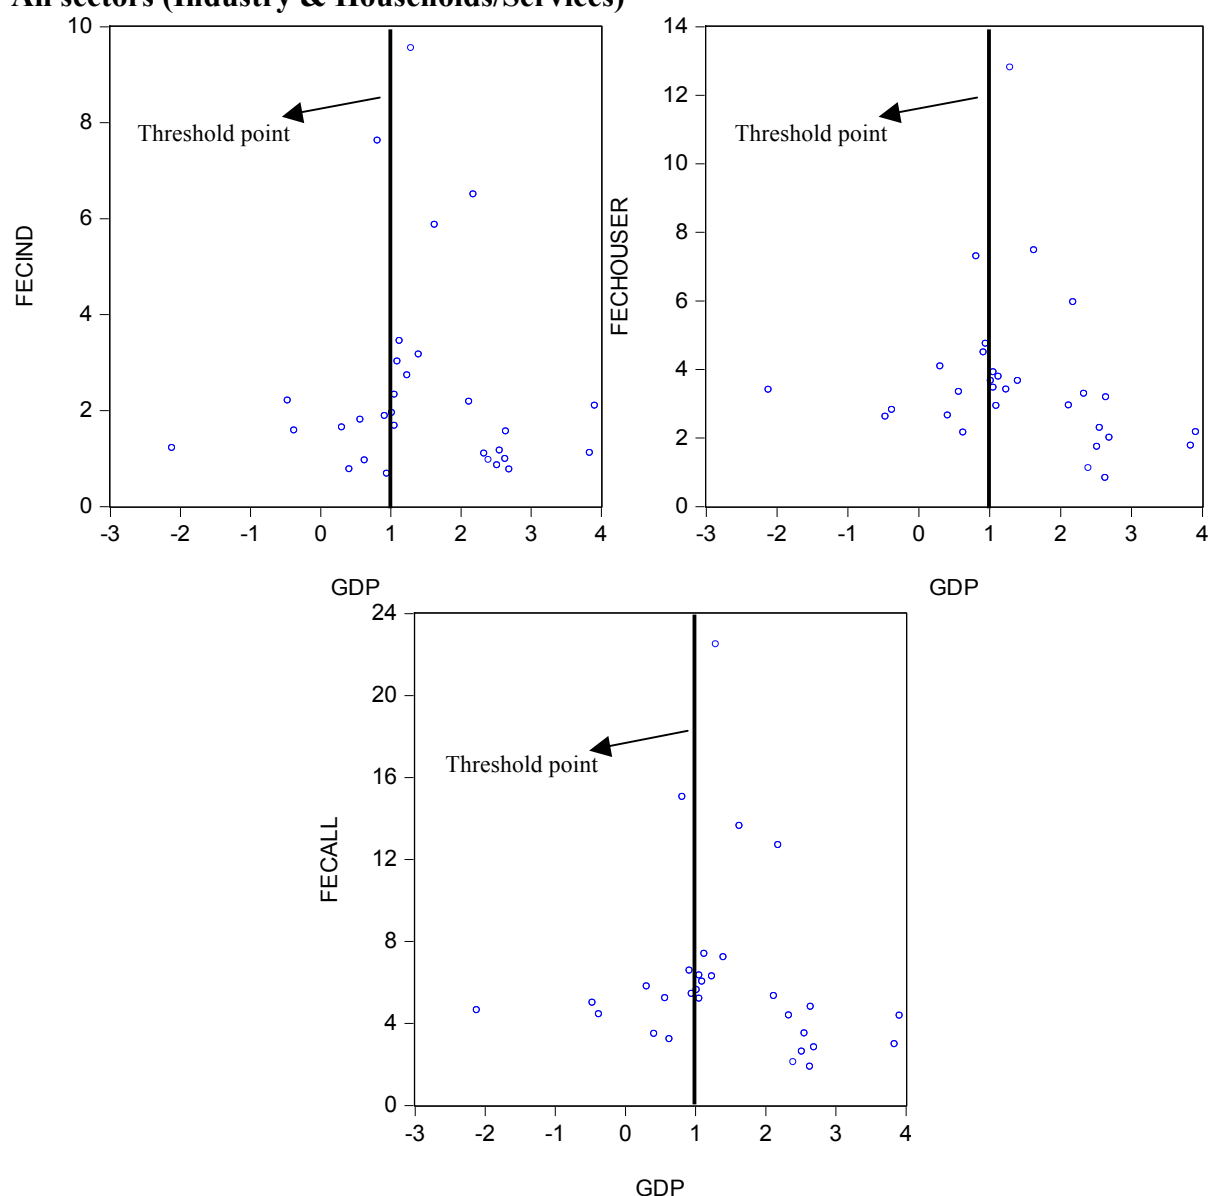 All sectors (Industry & Households/Services)
10
8
6
4
2
0
FECIND
Threshold point
-3 -2 -1 0 1 2 3 4
GDP
14
12
10
8
6
4
2
0
FECHOUSER
Threshold point
-3 -2 -1 0 1 2 3 4
GDP
24
20
16
12
8
4
0
FECALL
Threshold point
-3 -2 -1 0 1 2 3 4
GDP